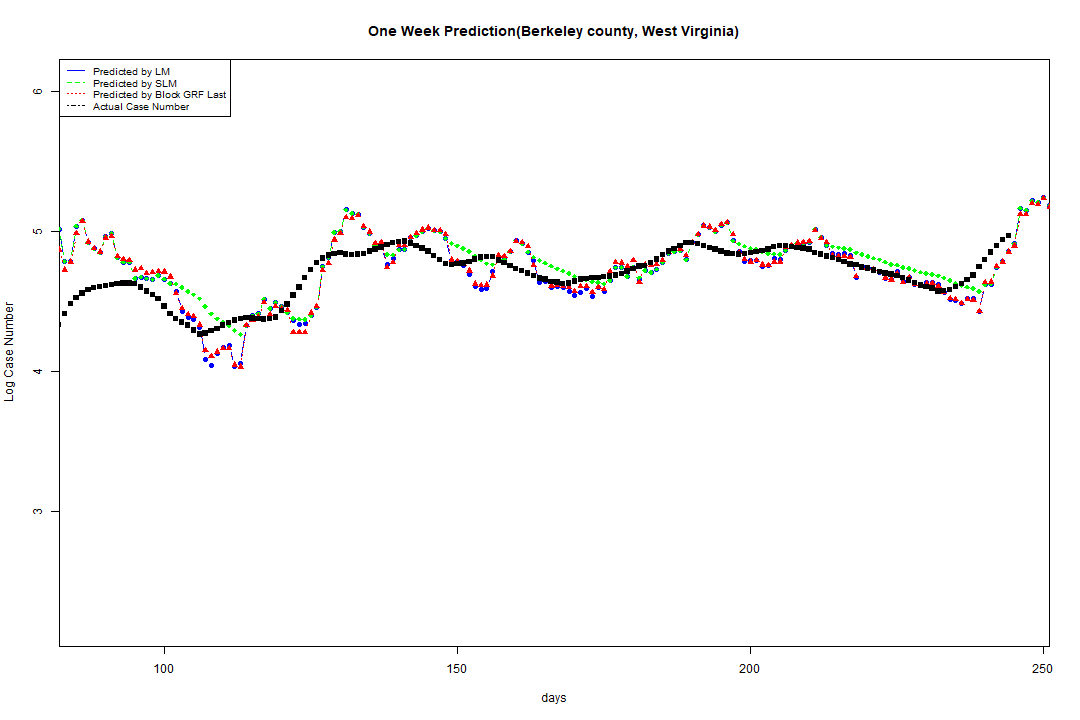 One Week Prediction(Berkeley county, West Virginia)
Predicted by LM
Predicted by SLM
Predicted by Block GRF Last
Actual Case Number
6
5
4
3
Log Case Number
100 150 200 250
days